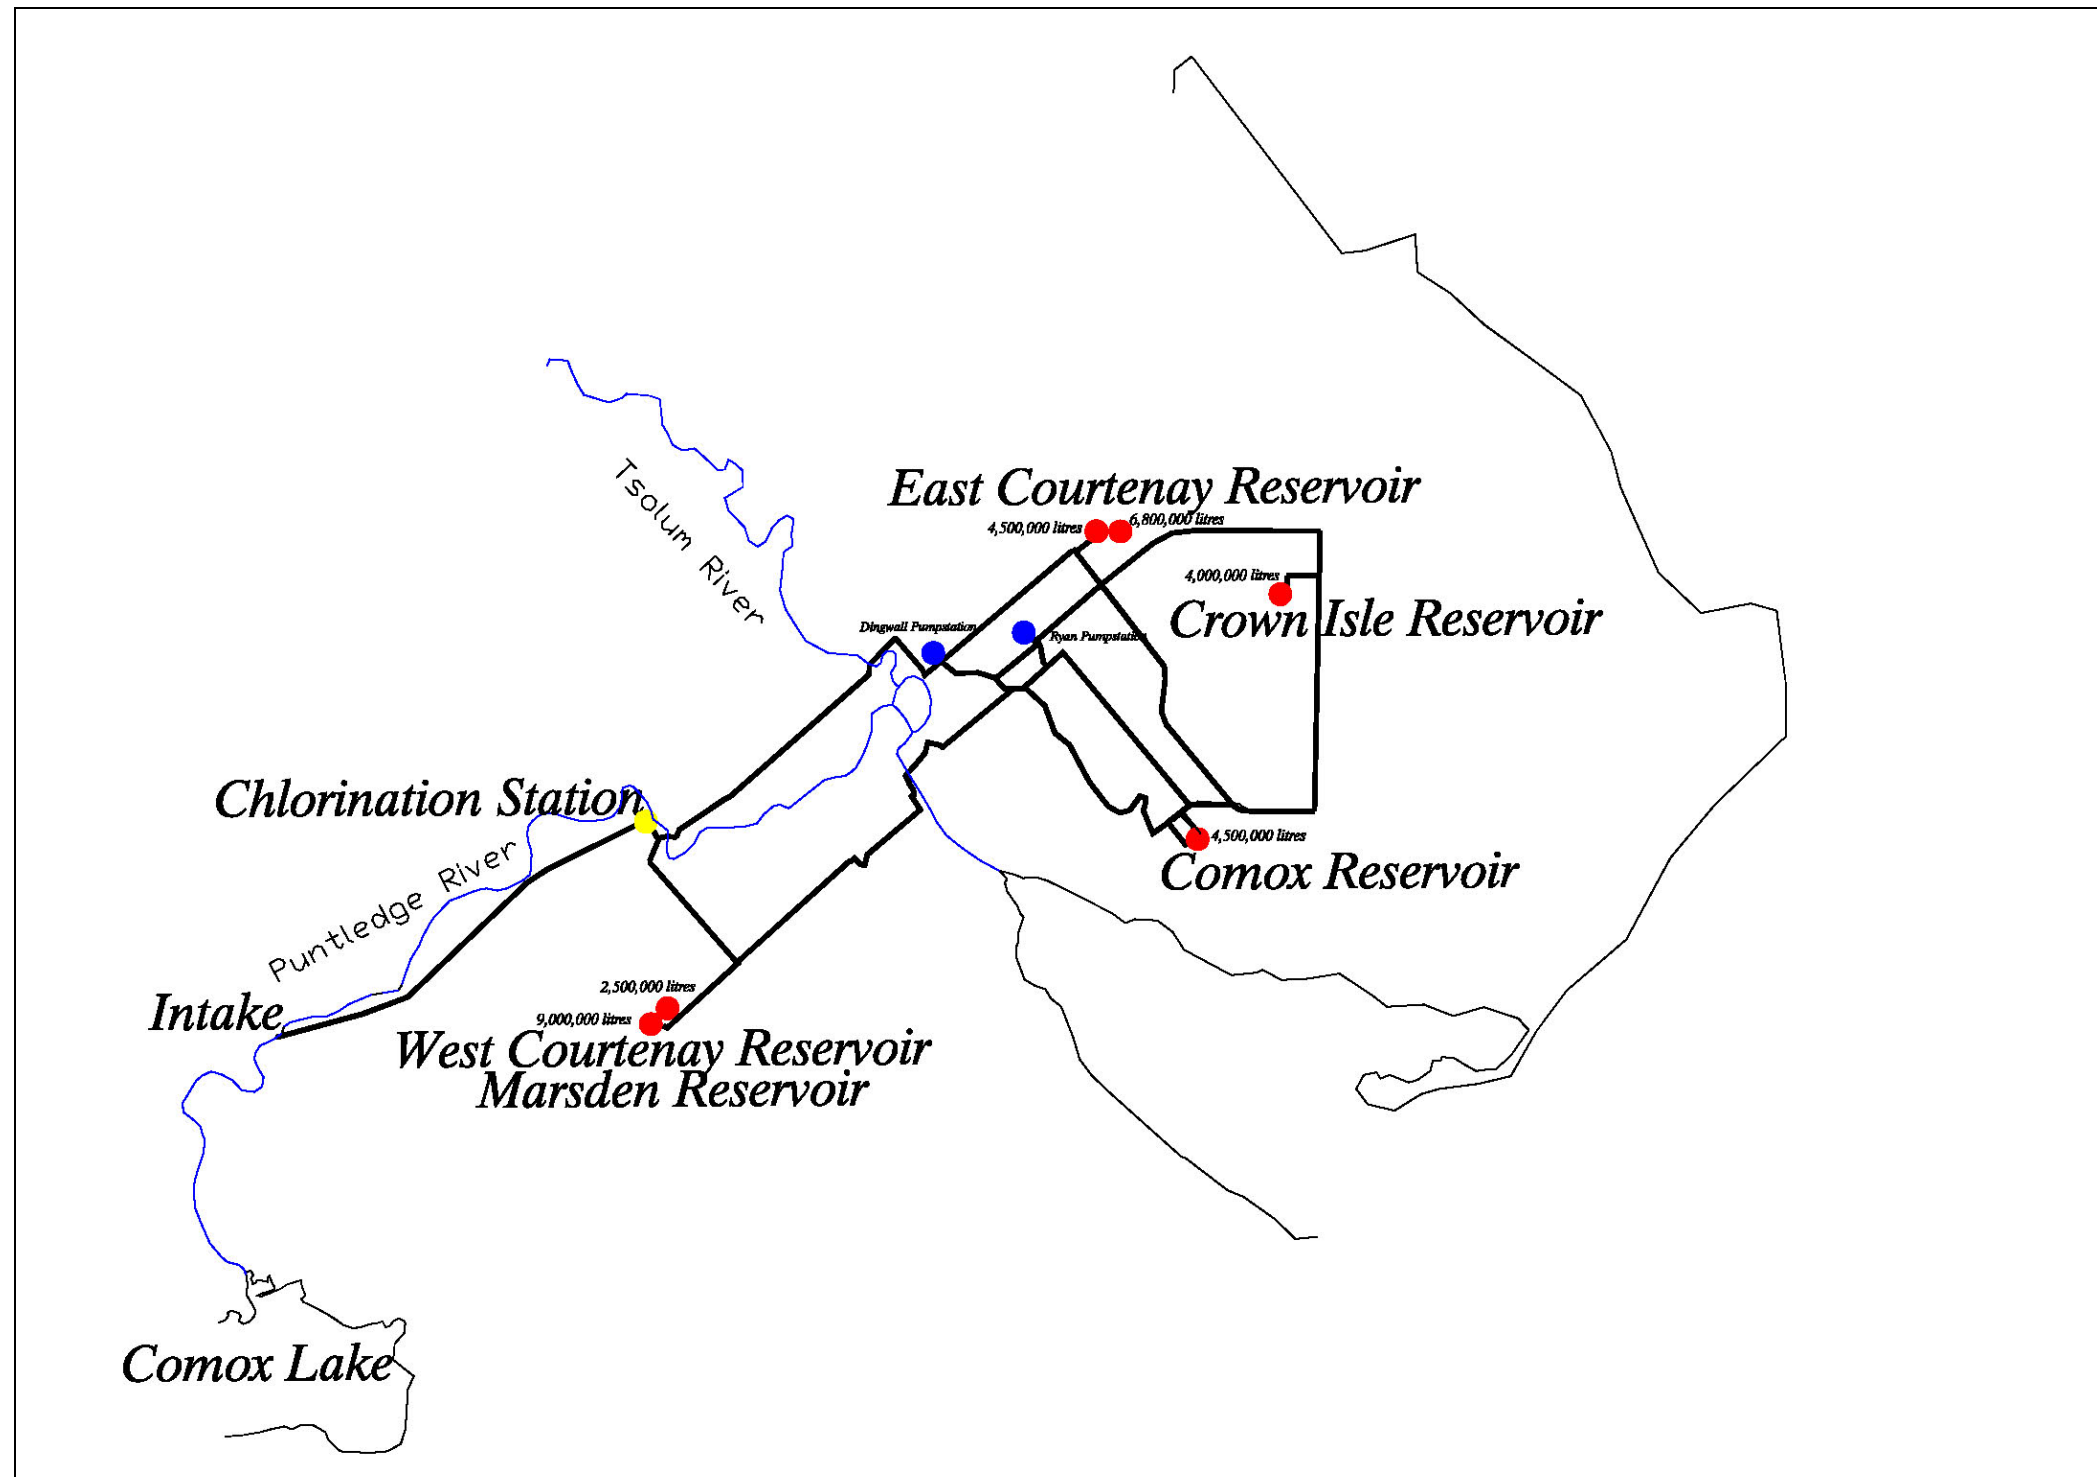 East Courtenay Reservoir
4,500,000 litres
6,800,000 litres
Tsolum River
4,000,000 litres
Crown Isle Reservoir
Dingwall Pumpstation
Ryan Pumpstation
Chlorination Station
4,500,000 litres
Comox Reservoir
Puntledge River
2,500,000 litres
Intake
9,000,000 litres
West Courtenay Reservoir
Marsden Reservoir
Comox Lake